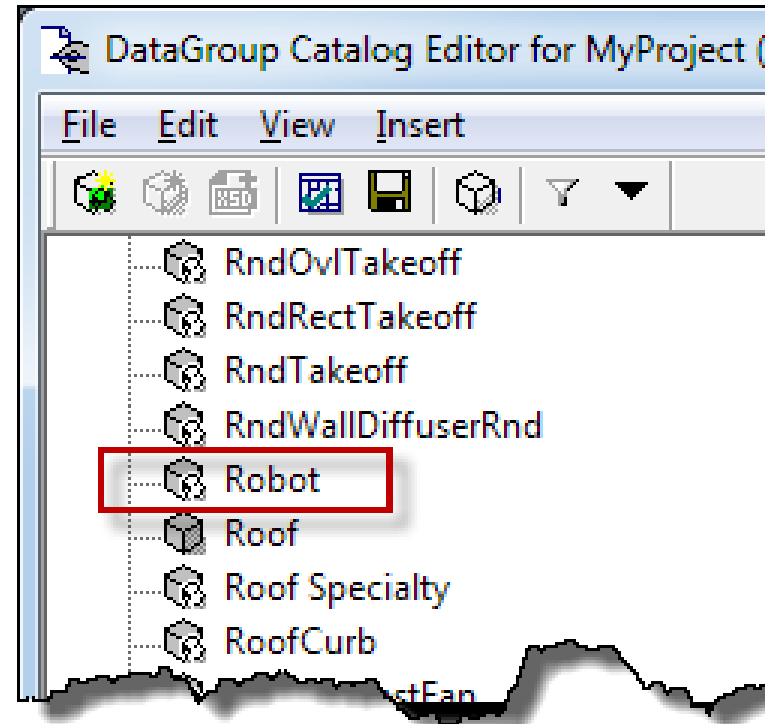 DataGroup Catalog Editor for MyProject (
File Edit View Insert
RndOvlTakeoff
RndRectTakeoff
RndTakeoff
RndWallDiffuserRnd
Robot
Roof
Roof Specialty
RoofCurb